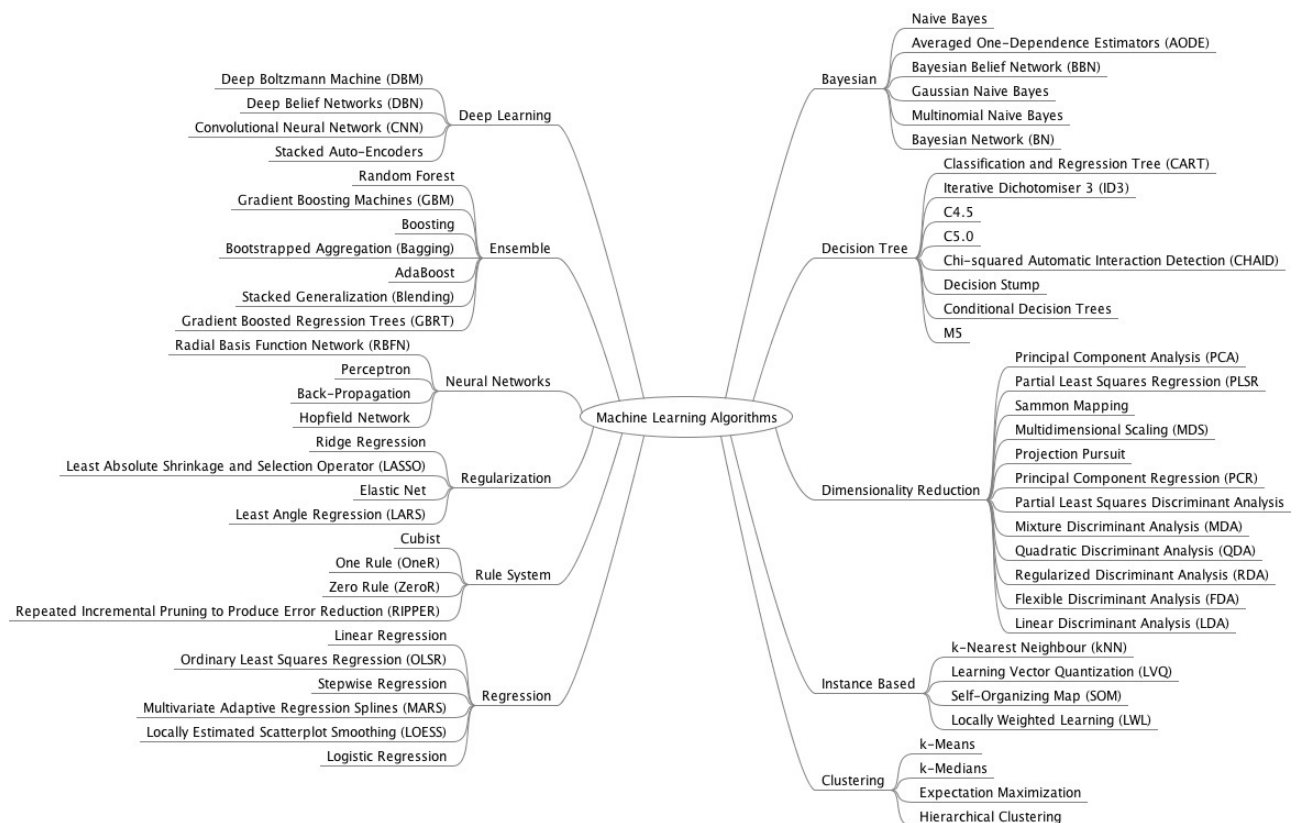 Machine Learning Algorithms
Deep Learning
Deep Boltzmann Machine (DBM)
Deep Belief Networks (DBN)
Convolutional Neural Network (CNN)
Stacked Auto-Encoders
Ensemble
Random Forest
Gradient Boosting Machines (GBM)
Boosting
Bootstrapped Aggregation (Bagging)
AdaBoost
Stacked Generalization (Blending)
Gradient Boosted Regression Trees (GBRT)
Neural Networks
Radial Basis Function Network (RBFN)
Perceptron
Back-Propagation
Hopfield Network
Regularization
Ridge Regression
Least Absolute Shrinkage and Selection Operator (LASSO)
Elastic Net
Least Angle Regression (LARS)
Rule System
Cubist
One Rule (OneR)
Zero Rule (ZeroR)
Repeated Incremental Pruning to Produce Error Reduction (RIPPER)
Regression
Linear Regression
Ordinary Least Squares Regression (OLSR)
Stepwise Regression
Multivariate Adaptive Regression Splines (MARS)
Locally Estimated Scatterplot Smoothing (LOESS)
Logistic Regression
Bayesian
Naive Bayes
Averaged One-Dependence Estimators (AODE)
Bayesian Belief Network (BBN)
Gaussian Naive Bayes
Multinomial Naive Bayes
Bayesian Network (BN)
Decision Tree
Classification and Regression Tree (CART)
Iterative Dichotomiser 3 (ID3)
C4.5
C5.0
Chi-squared Automatic Interaction Detection (CHAID)
Decision Stump
Conditional Decision Trees
M5
Dimensionality Reduction
Principal Component Analysis (PCA)
Partial Least Squares Regression (PLSR
Sammon Mapping
Multidimensional Scaling (MDS)
Projection Pursuit
Principal Component Regression (PCR)
Partial Least Squares Discriminant Analysis
Mixture Discriminant Analysis (MDA)
Quadratic Discriminant Analysis (QDA)
Regularized Discriminant Analysis (RDA)
Flexible Discriminant Analysis (FDA)
Linear Discriminant Analysis (LDA)
Instance Based
k-Nearest Neighbour (kNN)
Learning Vector Quantization (LVQ)
Self-Organizing Map (SOM)
Locally Weighted Learning (LWL)
Clustering
k-Means
k-Medians
Expectation Maximization
Hierarchical Clustering